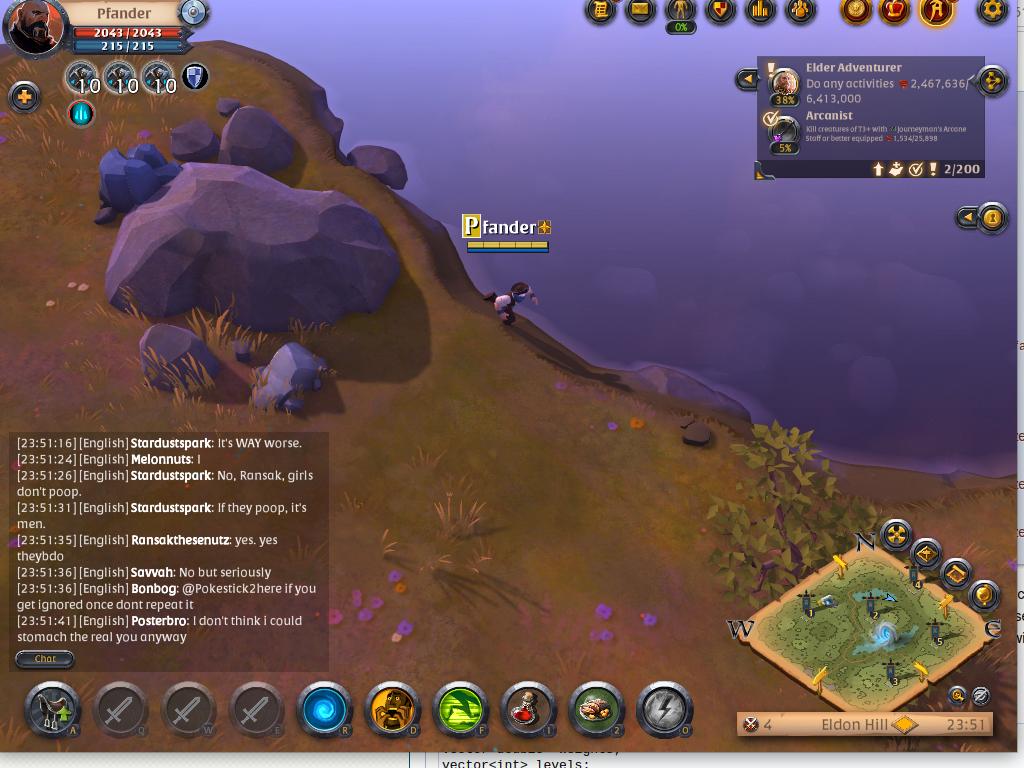 Pfander
2043 / 2043
215 / 215
10 10 10
0%
Elder Adventurer
Do any activities 2,467,636/
6,413,000
38%
Arcanist
Kill creatures of T3+ with Journeyman's Arcane
Staff or better equipped 1,534/25,898
5%
2/200
Pfander
[23:51:16] [English] Stardustspark: It's WAY worse.
[23:51:24] [English] Melonnuts: I
[23:51:26] [English] Stardustspark: No, Ransak, girls
don't poop.
[23:51:31] [English] Stardustspark: If they poop, it's
men.
[23:51:35] [English] Ransakthesenutz: yes. yes
theybdo
[23:51:36] [English] Savvah: No but seriously
[23:51:36] [English] Bonbog: @Pokestick2here if you
get ignored once dont repeat it
[23:51:41] [English] Posterbro: I don't think i could
stomach the real you anyway
Chat
N
W
E
1
2
3
4
5
A Q W E R D F 1 2 O
4 Eldon Hill 23:51
vector<int> levels;